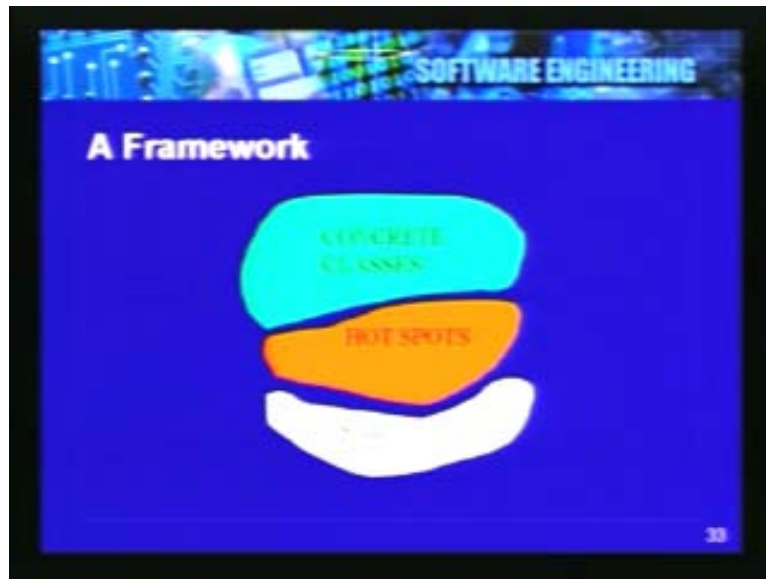 SOFTWARE ENGINEERING
A Framework
CONCRETE
CLASSES
HOT SPOTS
33